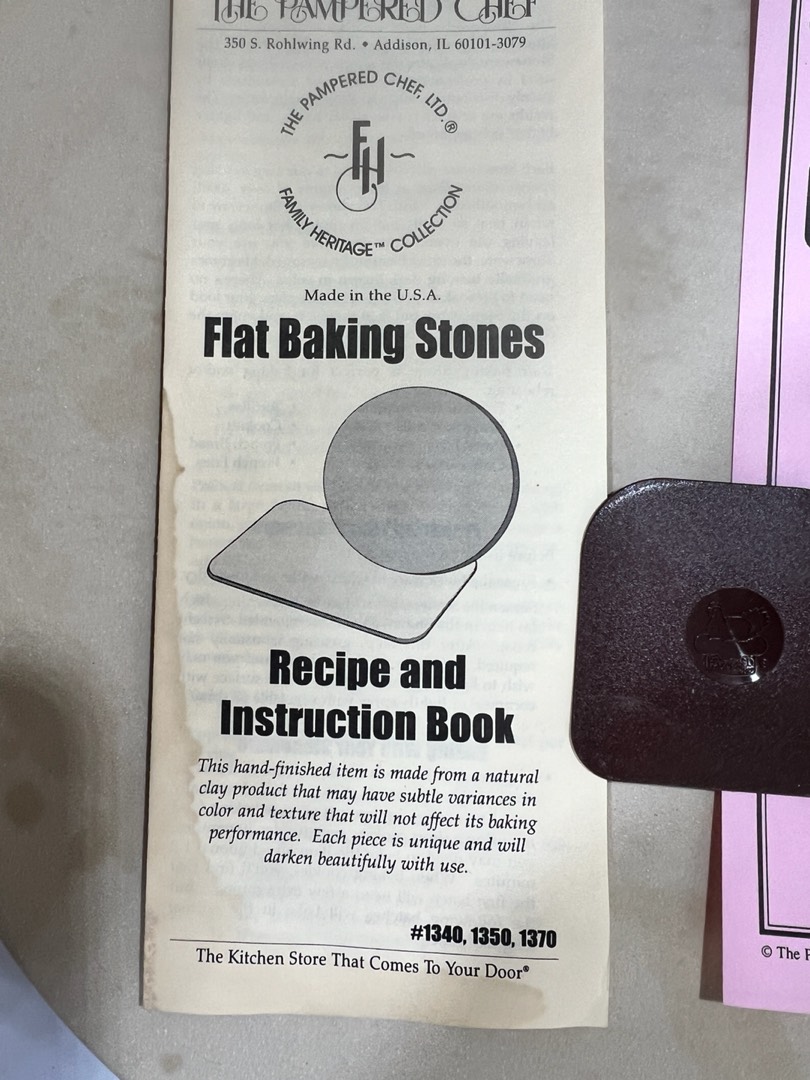 THE PAMPERED CHEF
350 S. Rohlwing Rd. • Addison, IL 60101-3079
THE PAMPERED CHEF, LTD.®
FH
FAMILY HERITAGE™ COLLECTION
Made in the U.S.A.
Flat Baking Stones
Recipe and
Instruction Book
This hand-finished item is made from a natural
clay product that may have subtle variances in
color and texture that will not affect its baking
performance. Each piece is unique and will
darken beautifully with use.
#1340, 1350, 1370
The Kitchen Store That Comes To Your Door®
© The